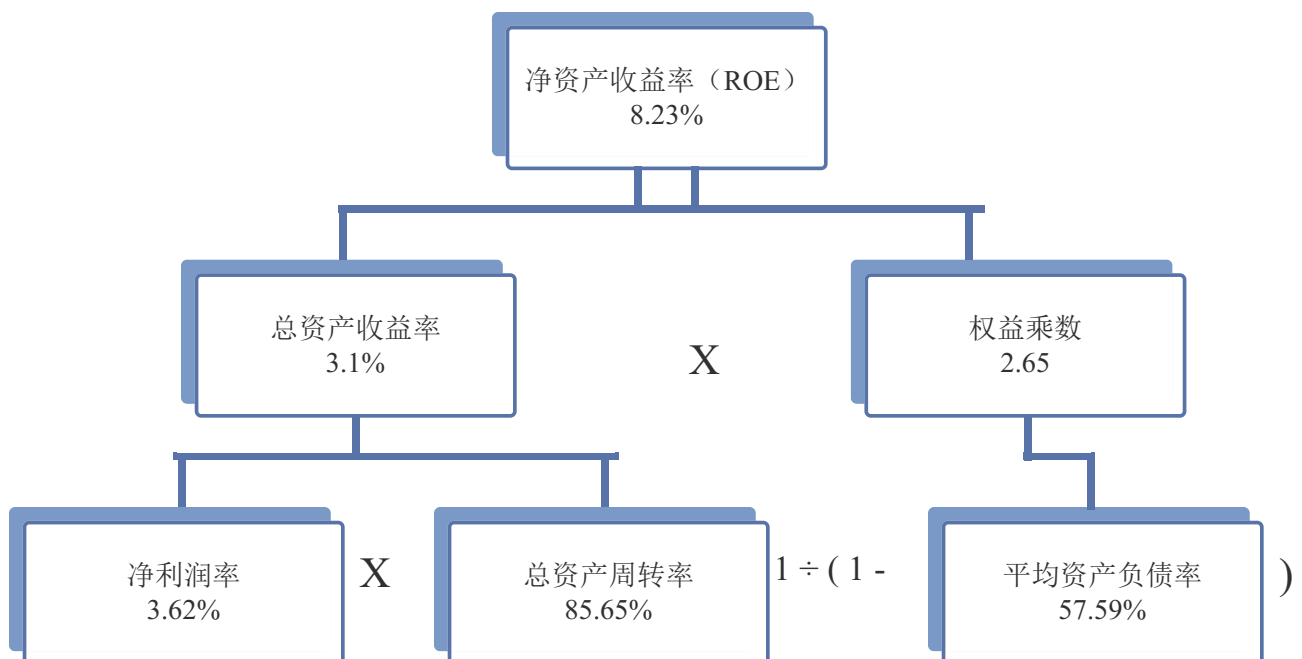 净资产收益率（ROE）
8.23%
总资产收益率
3.1%
X
权益乘数
2.65
净利润率
3.62%
X
总资产周转率
85.65%
1 ÷ ( 1 -
平均资产负债率
57.59%
)